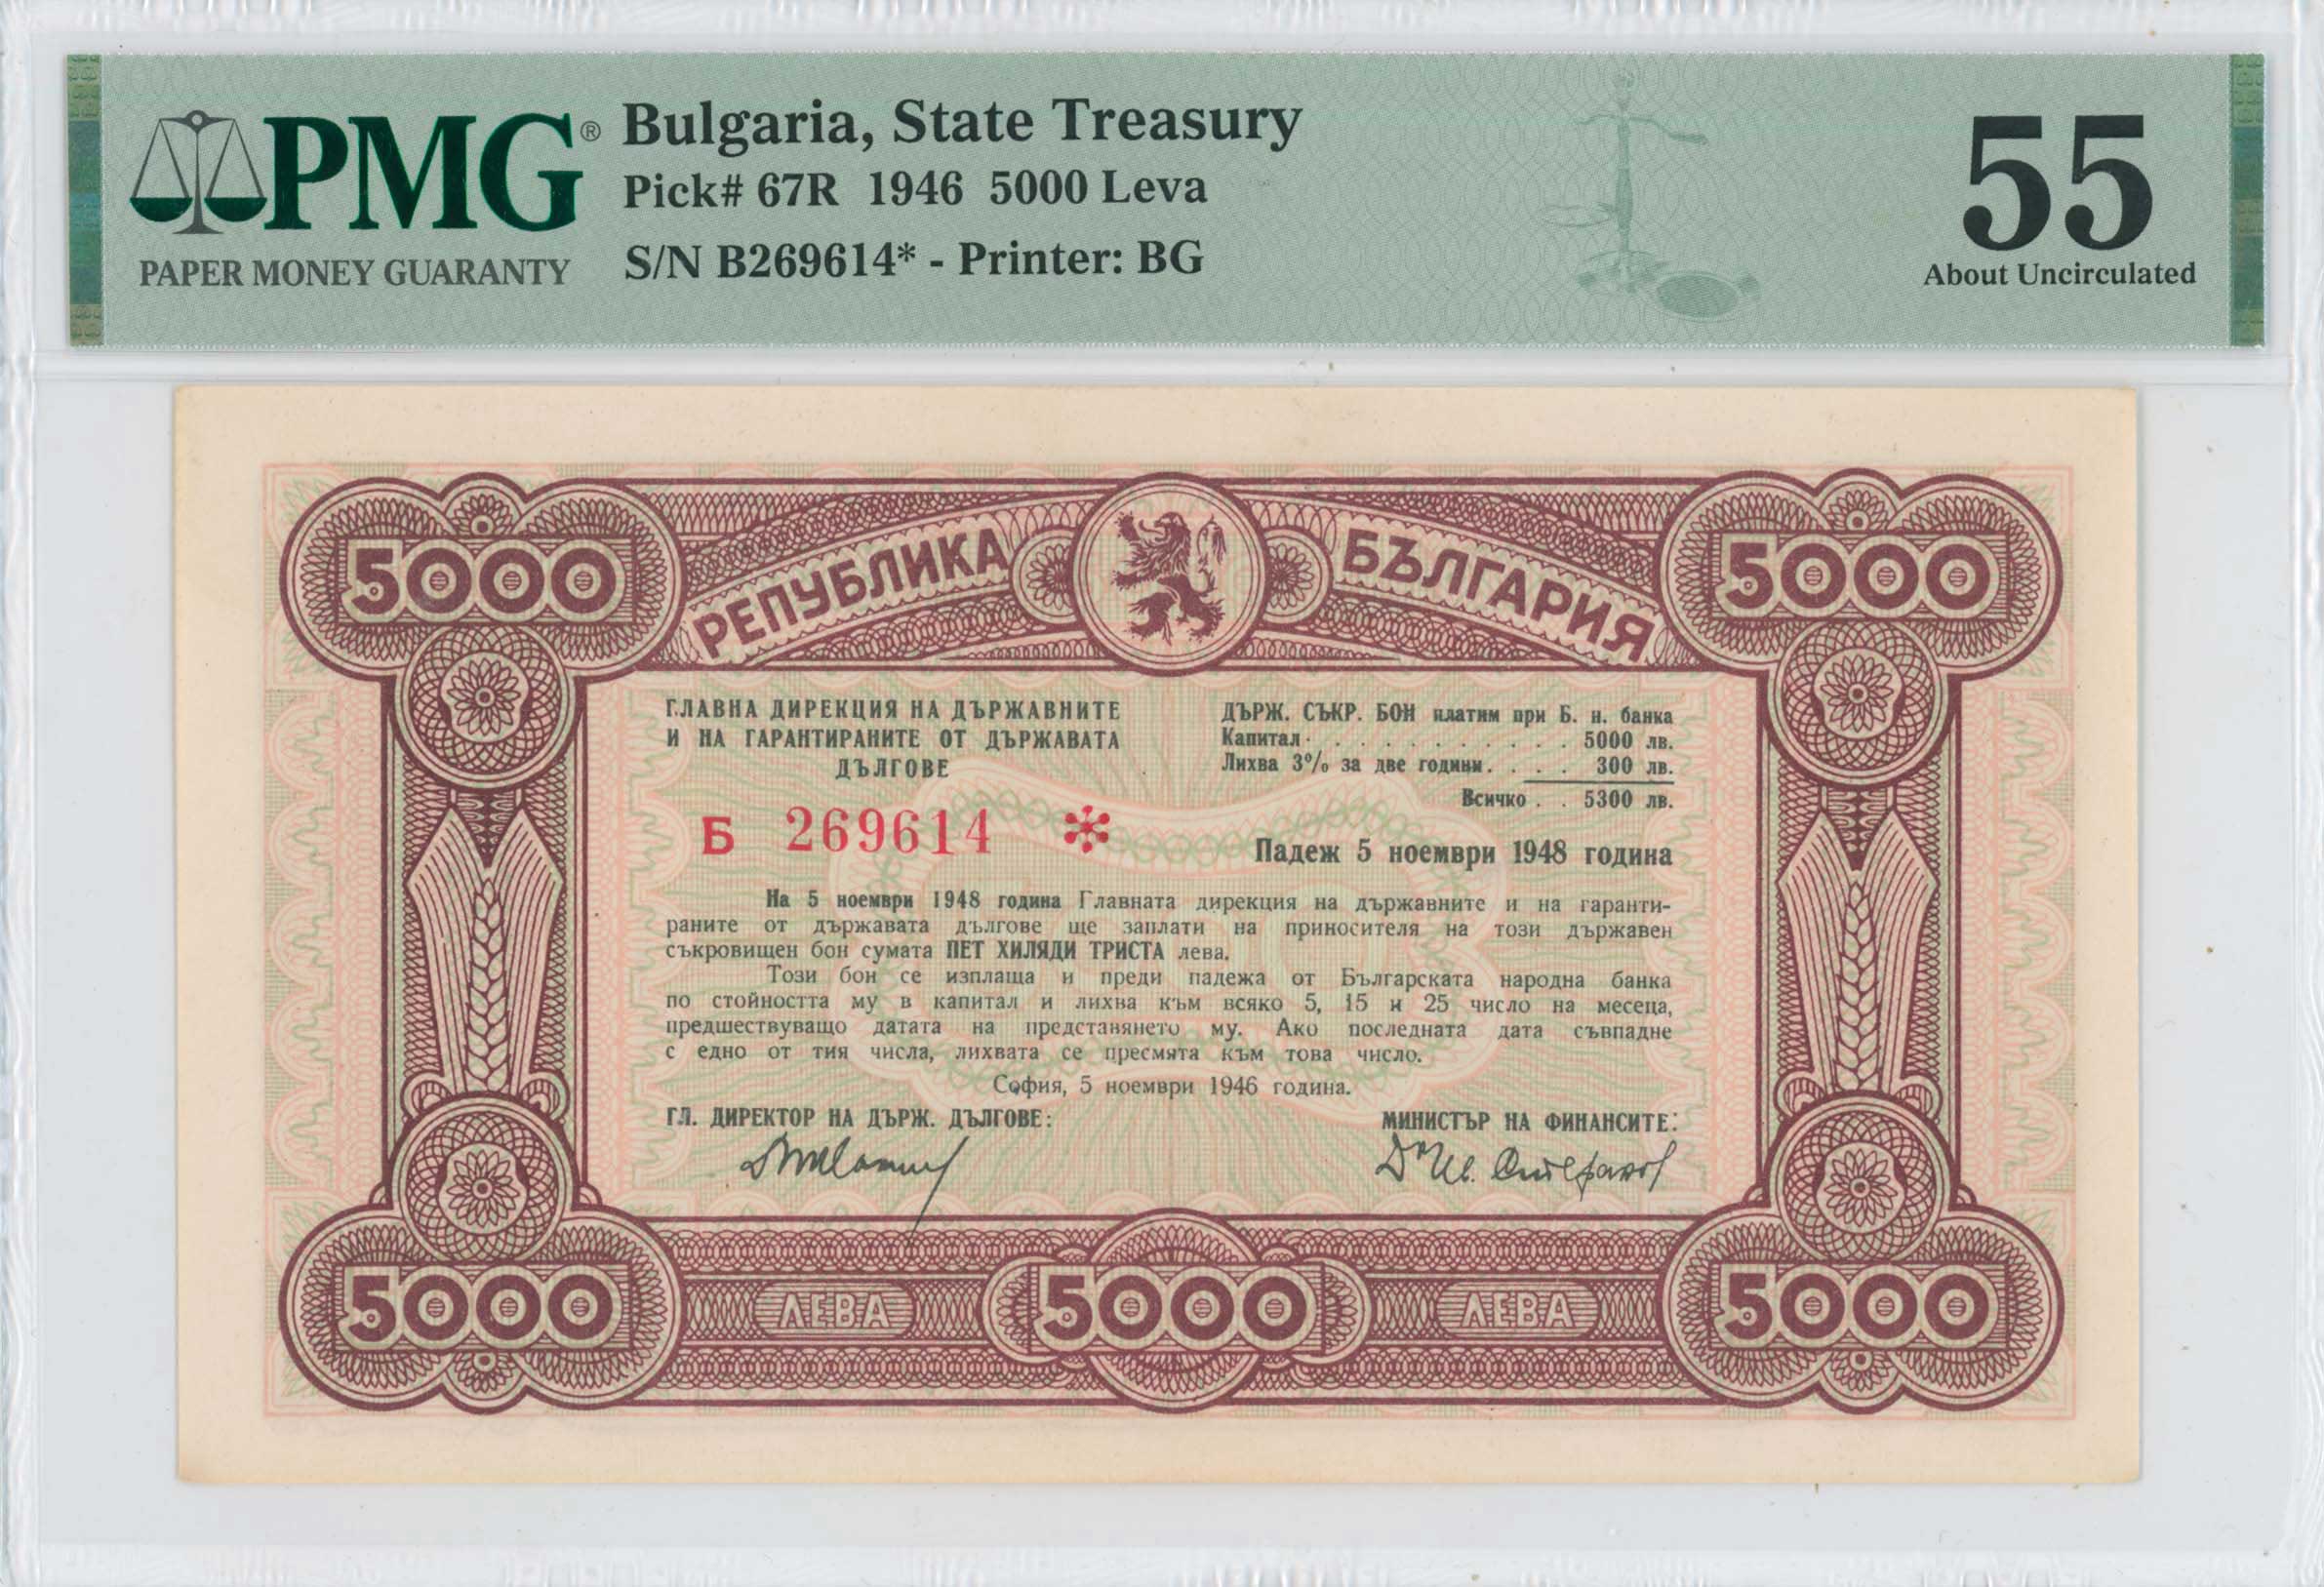 PMG®
PAPER MONEY GUARANTY
Bulgaria, State Treasury
Pick# 67R 1946 5000 Leva
S/N B269614* - Printer: BG
55
About Uncirculated
5000
РЕПУБЛИКА
БЪЛГАРИЯ
5000
ГЛАВНА ДИРЕКЦИЯ НА ДЪРЖАВНИТЕ
И НА ГАРАНТИРАНИТЕ ОТ ДЪРЖАВАТА
ДЪЛГОВЕ
Б 269614 *
ДЪРЖ. СЪКР. БОН платим при Б. н. банка
Капитал . . . . . . . . . . . 5000 лв.
Лихва 3% за две години. . . . 300 лв.
Всичко . . 5300 лв.
Падеж 5 ноември 1948 година
На 5 ноември 1948 година Главната дирекция на държавните и на гаранти-
раните от държавата дългове ще заплати на приносителя на този държавен
съкровищен бон сумата ПЕТ ХИЛЯДИ ТРИСТА лева.
Този бон се изплаща и преди падежа от Българската народна банка
по стойността му в капитал и лихва към всяко 5, 15 и 25 число на месеца,
предшествуващо датата на представянето му. Ако последната дата съвпадне
с едно от тия числа, лихвата се пресмята към това число.
София, 5 ноември 1946 година.
ГЛ. ДИРЕКТОР НА ДЪРЖ. ДЪЛГОВЕ:
МИНИСТЪР НА ФИНАНСИТЕ:
5000
ЛЕВА
5000
ЛЕВА
5000